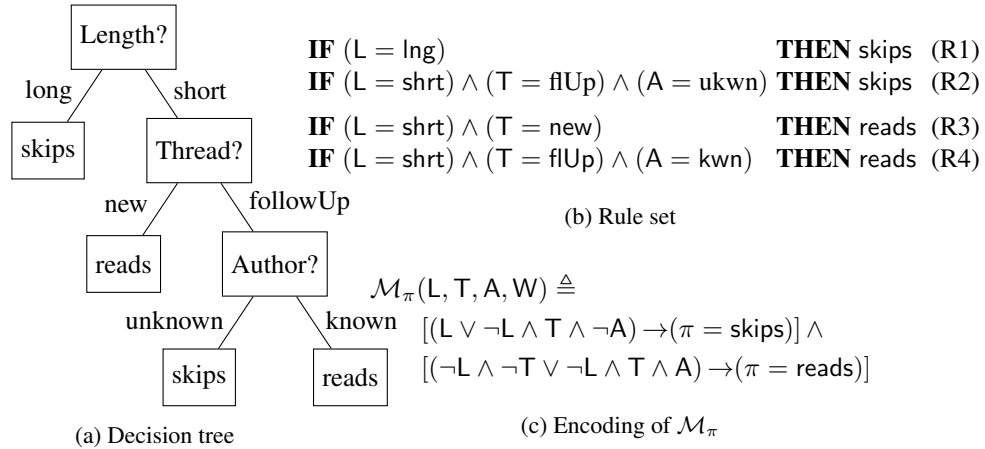 Length?
long
short
skips
Thread?
new
followUp
reads
Author?
unknown
known
skips
reads
(a) Decision tree
IF (L = lng) THEN skips (R1)
IF (L = shrt) ∧ (T = flUp) ∧ (A = ukwn) THEN skips (R2)
IF (L = shrt) ∧ (T = new) THEN reads (R3)
IF (L = shrt) ∧ (T = flUp) ∧ (A = kwn) THEN reads (R4)
(b) Rule set
ℳπ(L, T, A, W) ≜
[(L ∨ ¬L ∧ T ∧ ¬A) →(π = skips)] ∧
[(¬L ∧ ¬T ∨ ¬L ∧ T ∧ A) →(π = reads)]
(c) Encoding of ℳπ